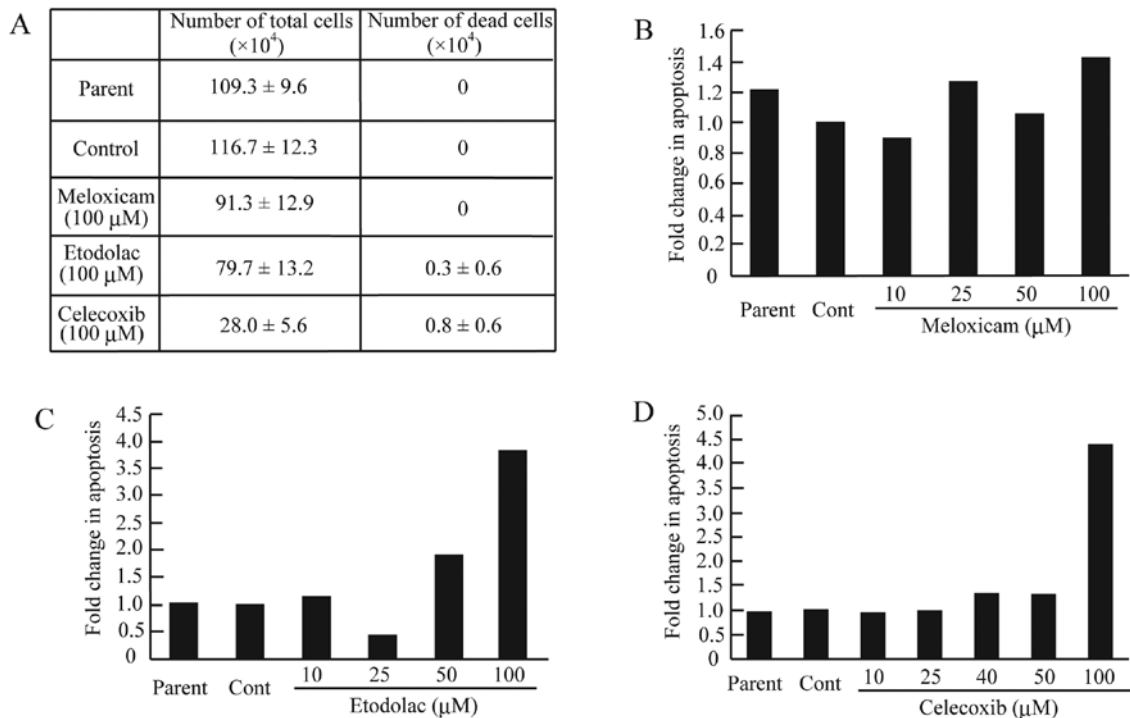 A
Number of total cells (×10⁴)
Number of dead cells (×10⁴)
Parent
109.3 ± 9.6
0
Control
116.7 ± 12.3
0
Meloxicam (100 μM)
91.3 ± 12.9
0
Etodolac (100 μM)
79.7 ± 13.2
0.3 ± 0.6
Celecoxib (100 μM)
28.0 ± 5.6
0.8 ± 0.6
B
Fold change in apoptosis
1.6
1.4
1.2
1.0
0.8
0.6
0.4
0.2
0
Parent
Cont
10
25
50
100
Meloxicam (μM)
C
Fold change in apoptosis
4.5
4.0
3.5
3.0
2.5
2.0
1.5
1.0
0.5
0
Parent
Cont
10
25
50
100
Etodolac (μM)
D
Fold change in apoptosis
5.0
4.5
4.0
3.5
3.0
2.5
2.0
1.5
1.0
0.5
0
Parent
Cont
10
25
40
50
100
Celecoxib (μM)